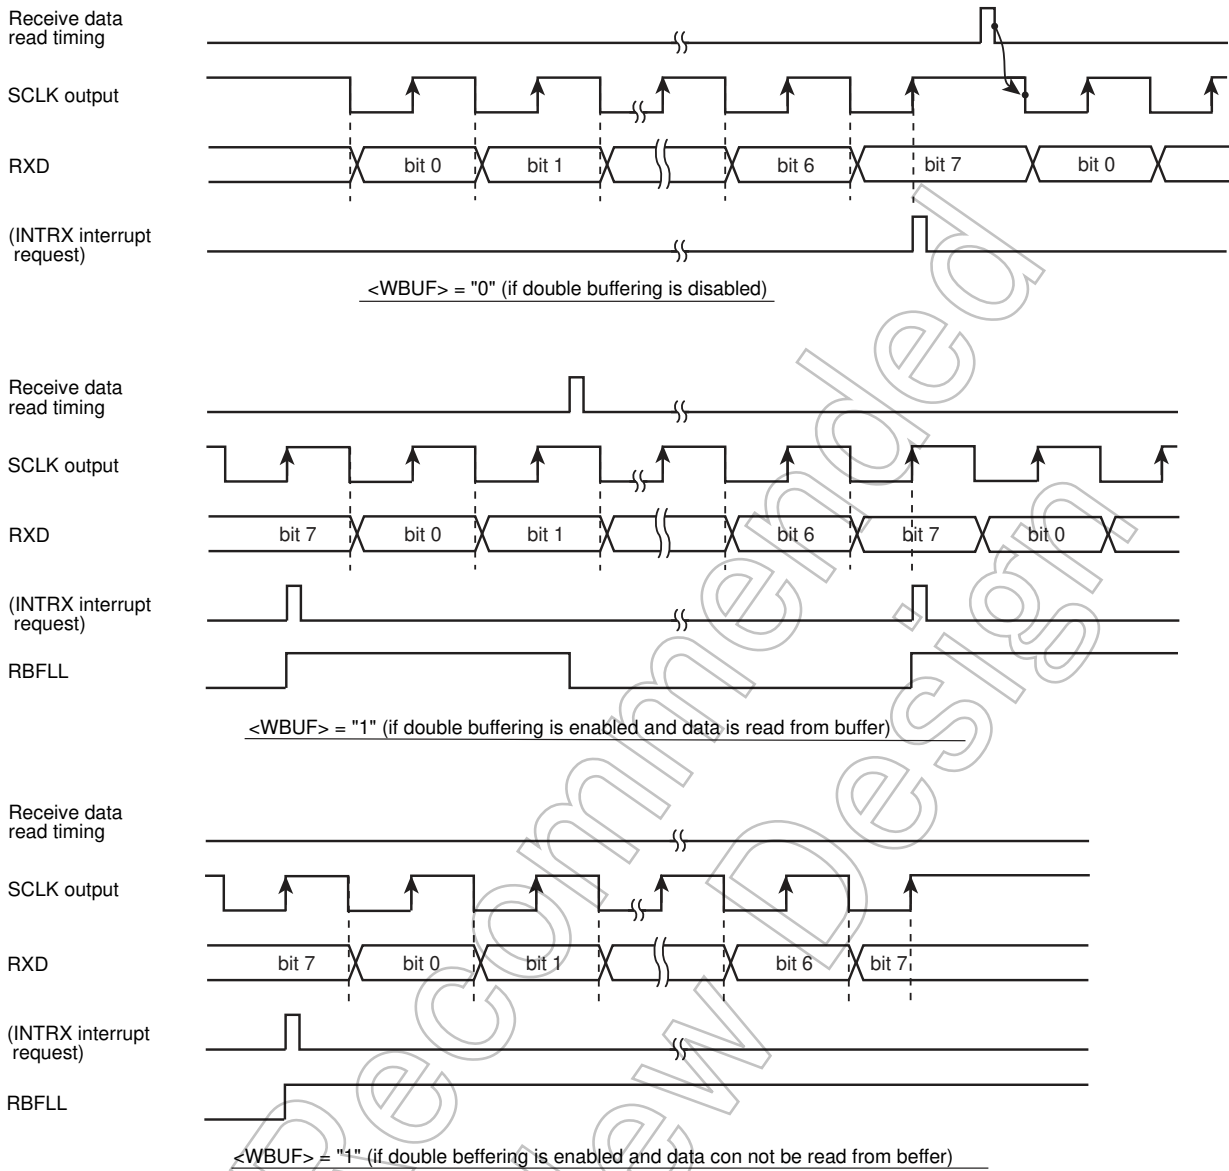 Receive data
read timing
SCLK output
RXD
bit 0
bit 1
bit 6
bit 7
bit 0
(INTRX interrupt
request)
<WBUF> = "0" (if double buffering is disabled)
Receive data
read timing
SCLK output
RXD
bit 7
bit 0
bit 1
bit 6
bit 7
bit 0
(INTRX interrupt
request)
RBFLL
<WBUF> = "1" (if double buffering is enabled and data is read from buffer)
Receive data
read timing
SCLK output
RXD
bit 7
bit 0
bit 1
bit 6
bit 7
(INTRX interrupt
request)
RBFLL
<WBUF> = "1" (if double beffering is enabled and data con not be read from beffer)
Recommended
Design